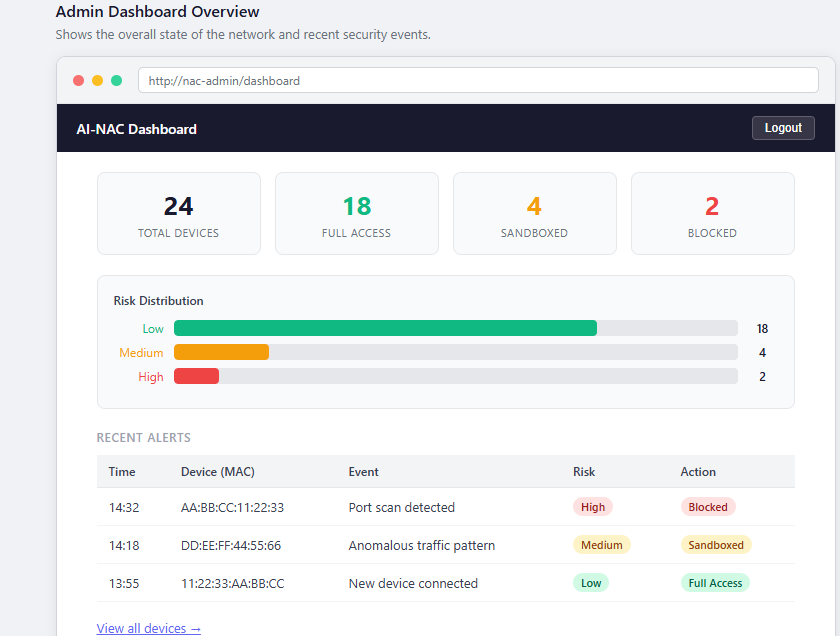 Admin Dashboard Overview
Shows the overall state of the network and recent security events.
http://nac-admin/dashboard
AI-NAC Dashboard Logout
24 18 4 2
TOTAL DEVICES FULL ACCESS SANDBOXED BLOCKED
Risk Distribution
Low 18
Medium 4
High 2
RECENT ALERTS
Time Device (MAC) Event Risk Action
14:32 AA:BB:CC:11:22:33 Port scan detected High Blocked
14:18 DD:EE:FF:44:55:66 Anomalous traffic pattern Medium Sandboxed
13:55 11:22:33:AA:BB:CC New device connected Low Full Access
View all devices →